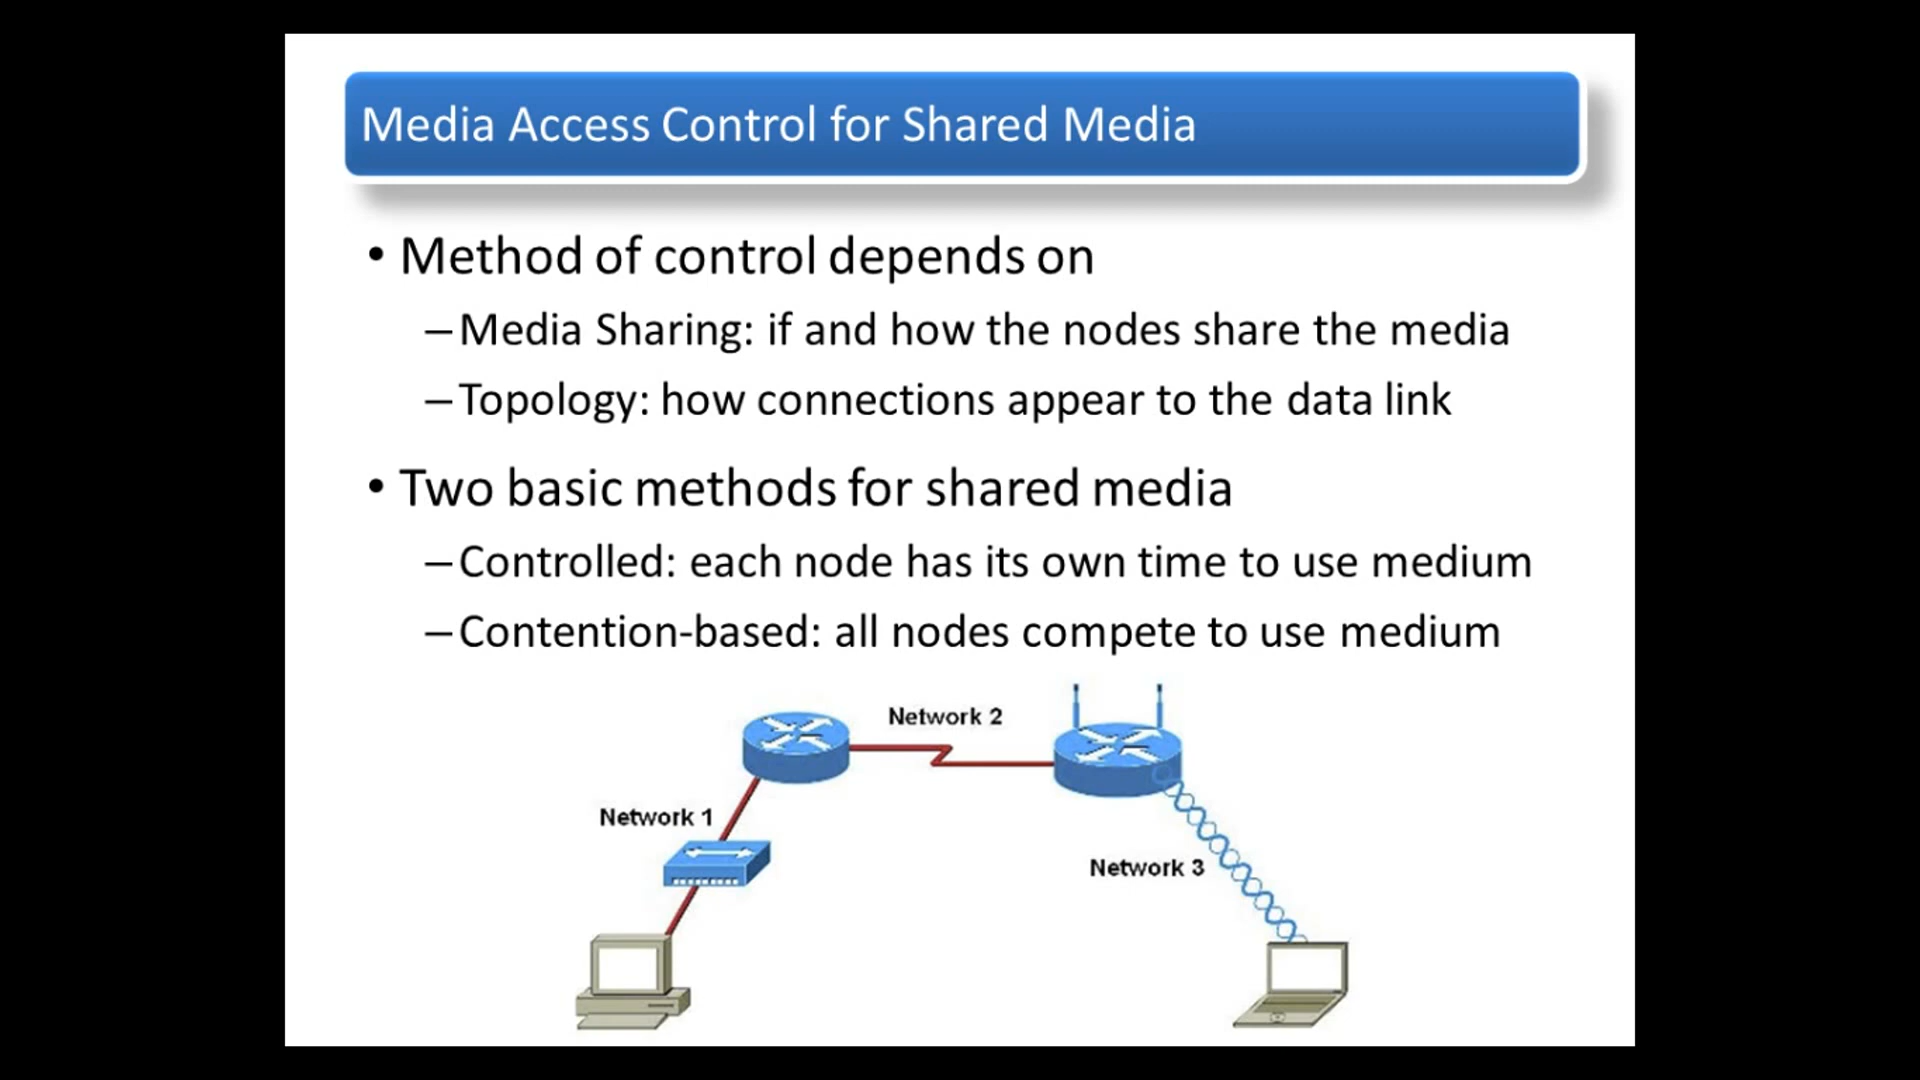 Media Access Control for Shared Media
• Method of control depends on
–Media Sharing: if and how the nodes share the media
–Topology: how connections appear to the data link
• Two basic methods for shared media
–Controlled: each node has its own time to use medium
–Contention-based: all nodes compete to use medium
Network 2
Network 1
Network 3